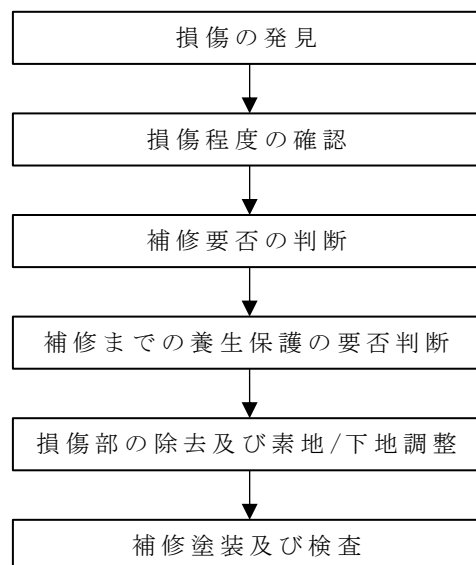 損傷の発見
損傷程度の確認
補修要否の判断
補修までの養生保護の要否判断
損傷部の除去及び素地/下地調整
補修塗装及び検査